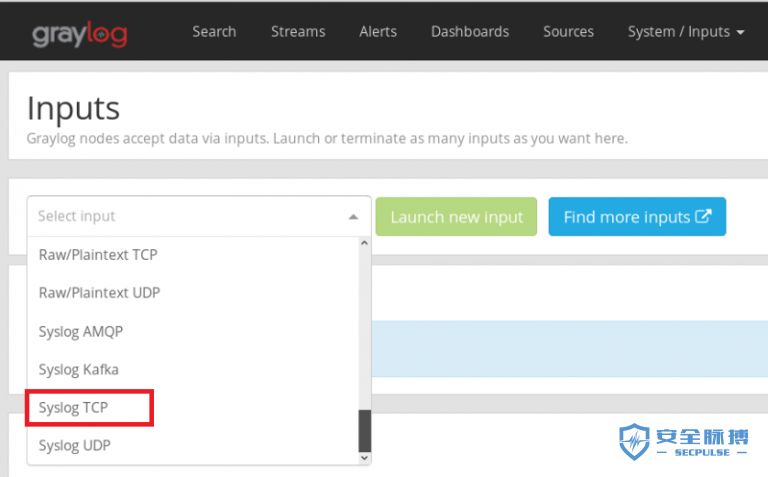 graylog Search Streams Alerts Dashboards Sources System / Inputs
Inputs
Graylog nodes accept data via inputs. Launch or terminate as many inputs as you want here.
Select input Launch new input Find more inputs
Raw/Plaintext TCP
Raw/Plaintext UDP
Syslog AMQP
Syslog Kafka
Syslog TCP
Syslog UDP
安全脉搏
SECPULSE